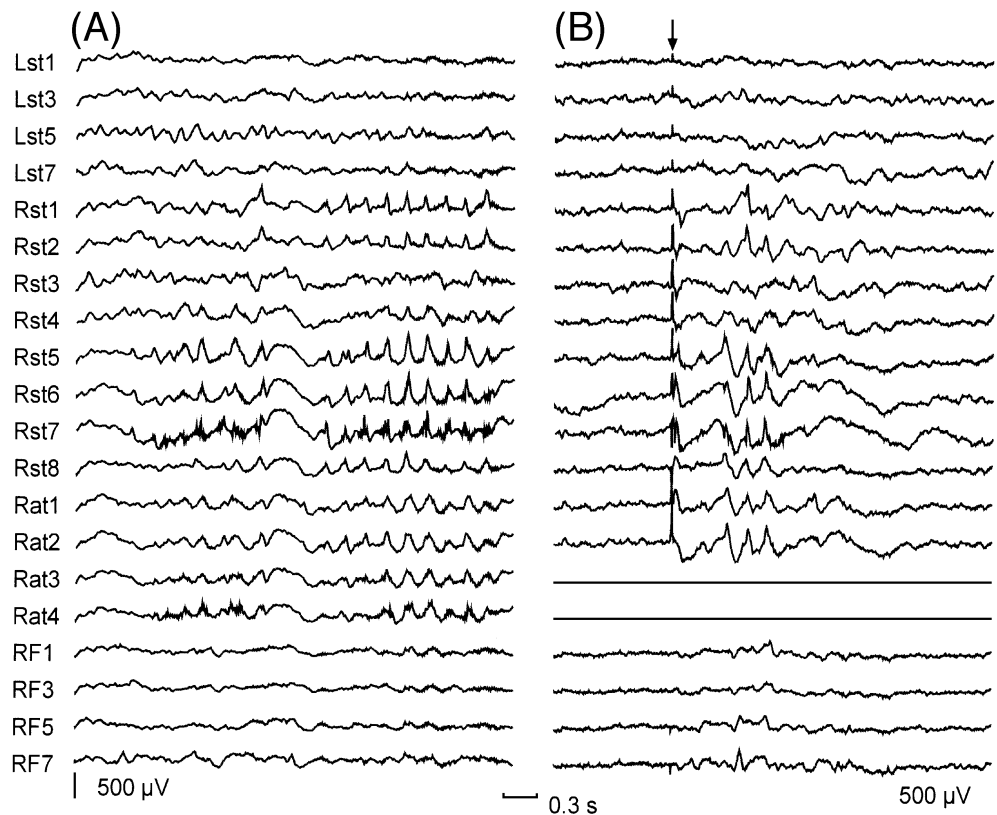 (A) (B)
Lst1
Lst3
Lst5
Lst7
Rst1
Rst2
Rst3
Rst4
Rst5
Rst6
Rst7
Rst8
Rat1
Rat2
Rat3
Rat4
RF1
RF3
RF5
RF7
500 µV 0.3 s 500 µV